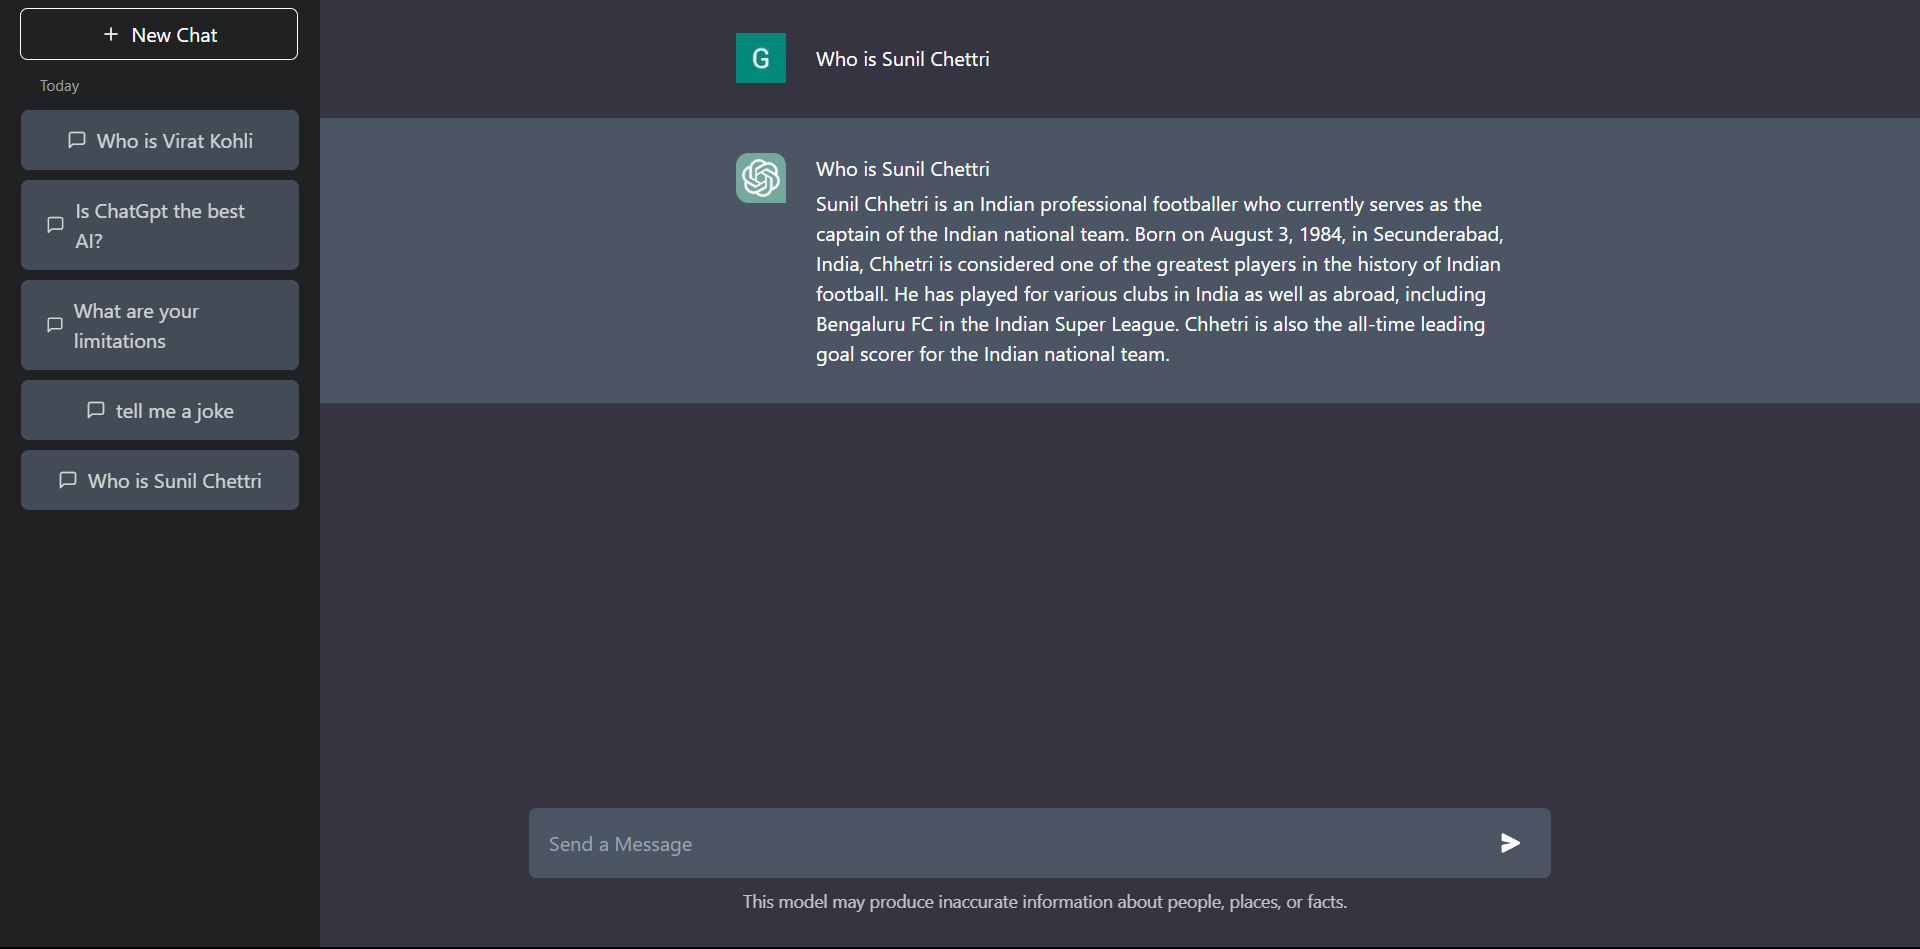 New Chat
Today
Who is Virat Kohli
Is ChatGpt the best
AI?
What are your
limitations
tell me a joke
Who is Sunil Chettri
G
Who is Sunil Chettri
Who is Sunil Chettri
Sunil Chhetri is an Indian professional footballer who currently serves as the
captain of the Indian national team. Born on August 3, 1984, in Secunderabad,
India, Chhetri is considered one of the greatest players in the history of Indian
football. He has played for various clubs in India as well as abroad, including
Bengaluru FC in the Indian Super League. Chhetri is also the all-time leading
goal scorer for the Indian national team.
Send a Message
This model may produce inaccurate information about people, places, or facts.